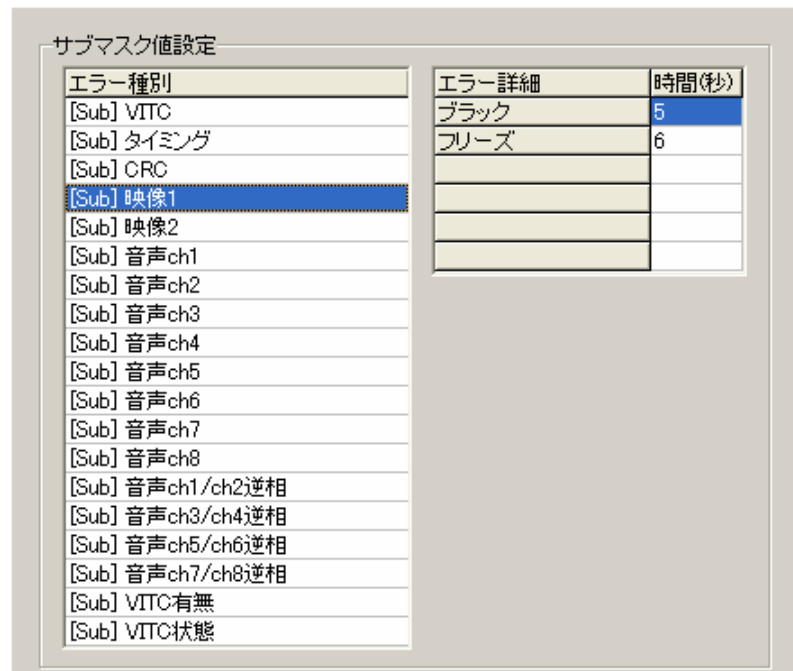 サブマスク値設定
エラー種別
[Sub] VITC
[Sub] タイミング
[Sub] CRC
[Sub] 映像1
[Sub] 映像2
[Sub] 音声ch1
[Sub] 音声ch2
[Sub] 音声ch3
[Sub] 音声ch4
[Sub] 音声ch5
[Sub] 音声ch6
[Sub] 音声ch7
[Sub] 音声ch8
[Sub] 音声ch1/ch2逆相
[Sub] 音声ch3/ch4逆相
[Sub] 音声ch5/ch6逆相
[Sub] 音声ch7/ch8逆相
[Sub] VITC有無
[Sub] VITC状態
エラー詳細 時間(秒)
ブラック 5
フリーズ 6